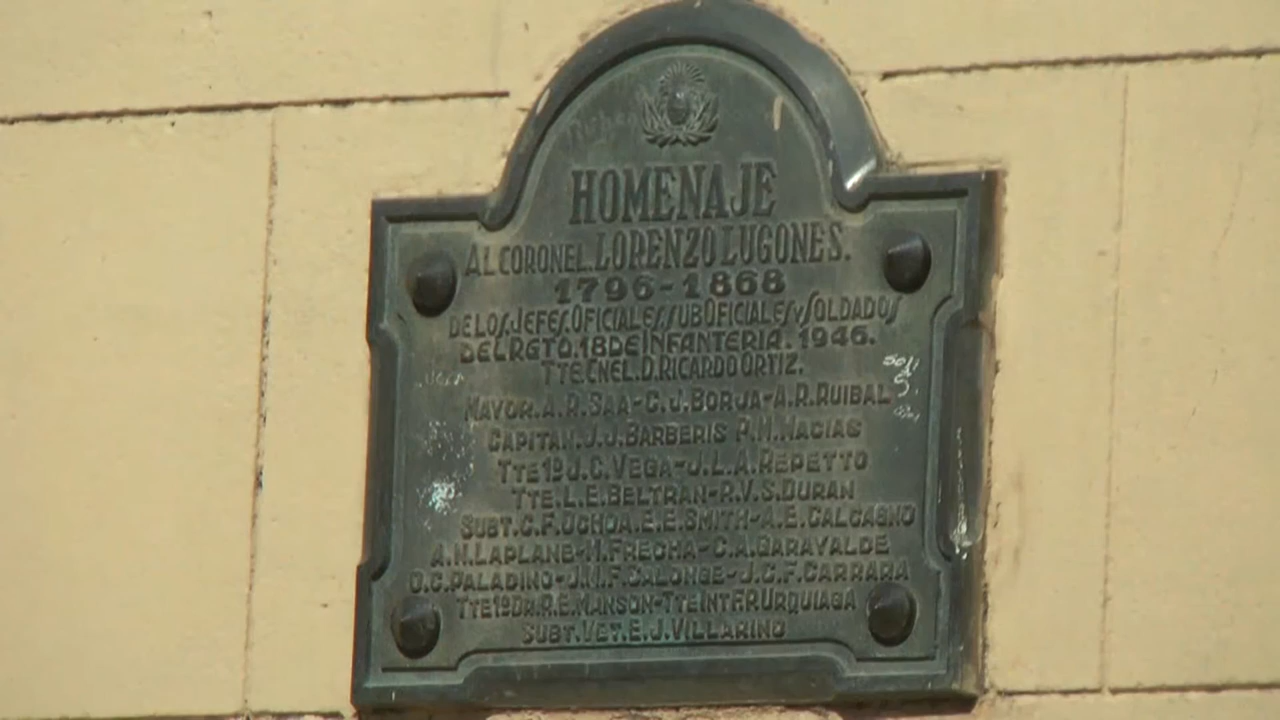 HOMENAJE
AL CORONEL. LORENZO LUGONES.
1796-1868
DE LOS JEFES. OFICIALES. SUBOFICIALES Y SOLDADOS
DEL RGTO. 18 DE INFANTERIA. 1946.
TTE. CNEL. D. RICARDO ORTIZ.
MAYOR. A. R. SAA-C. J. BORJA-A. R. RUIBAL
CAPITAN. J. J. BARBERIS P. M. MACIAS
TTE 1º J. C. VEGA-J. L. A. REPETTO
TTE. L. E. BELTRAN-R. V. S. DURAN
SUBT. C. F. OCHOA. E. E. SMITH-A. E. CALCAGNO
A. N. LAPLANE-M. FRECHA-C. A. GARAYALDE
O. C. PALADINO-J. M. F. CALONGE-J. C. F. CARRARA
TTE 1º DR. R. E. MANSON-TTE INT F. P. URQUIAGA
SUBT. VET. E. J. VILLARINO